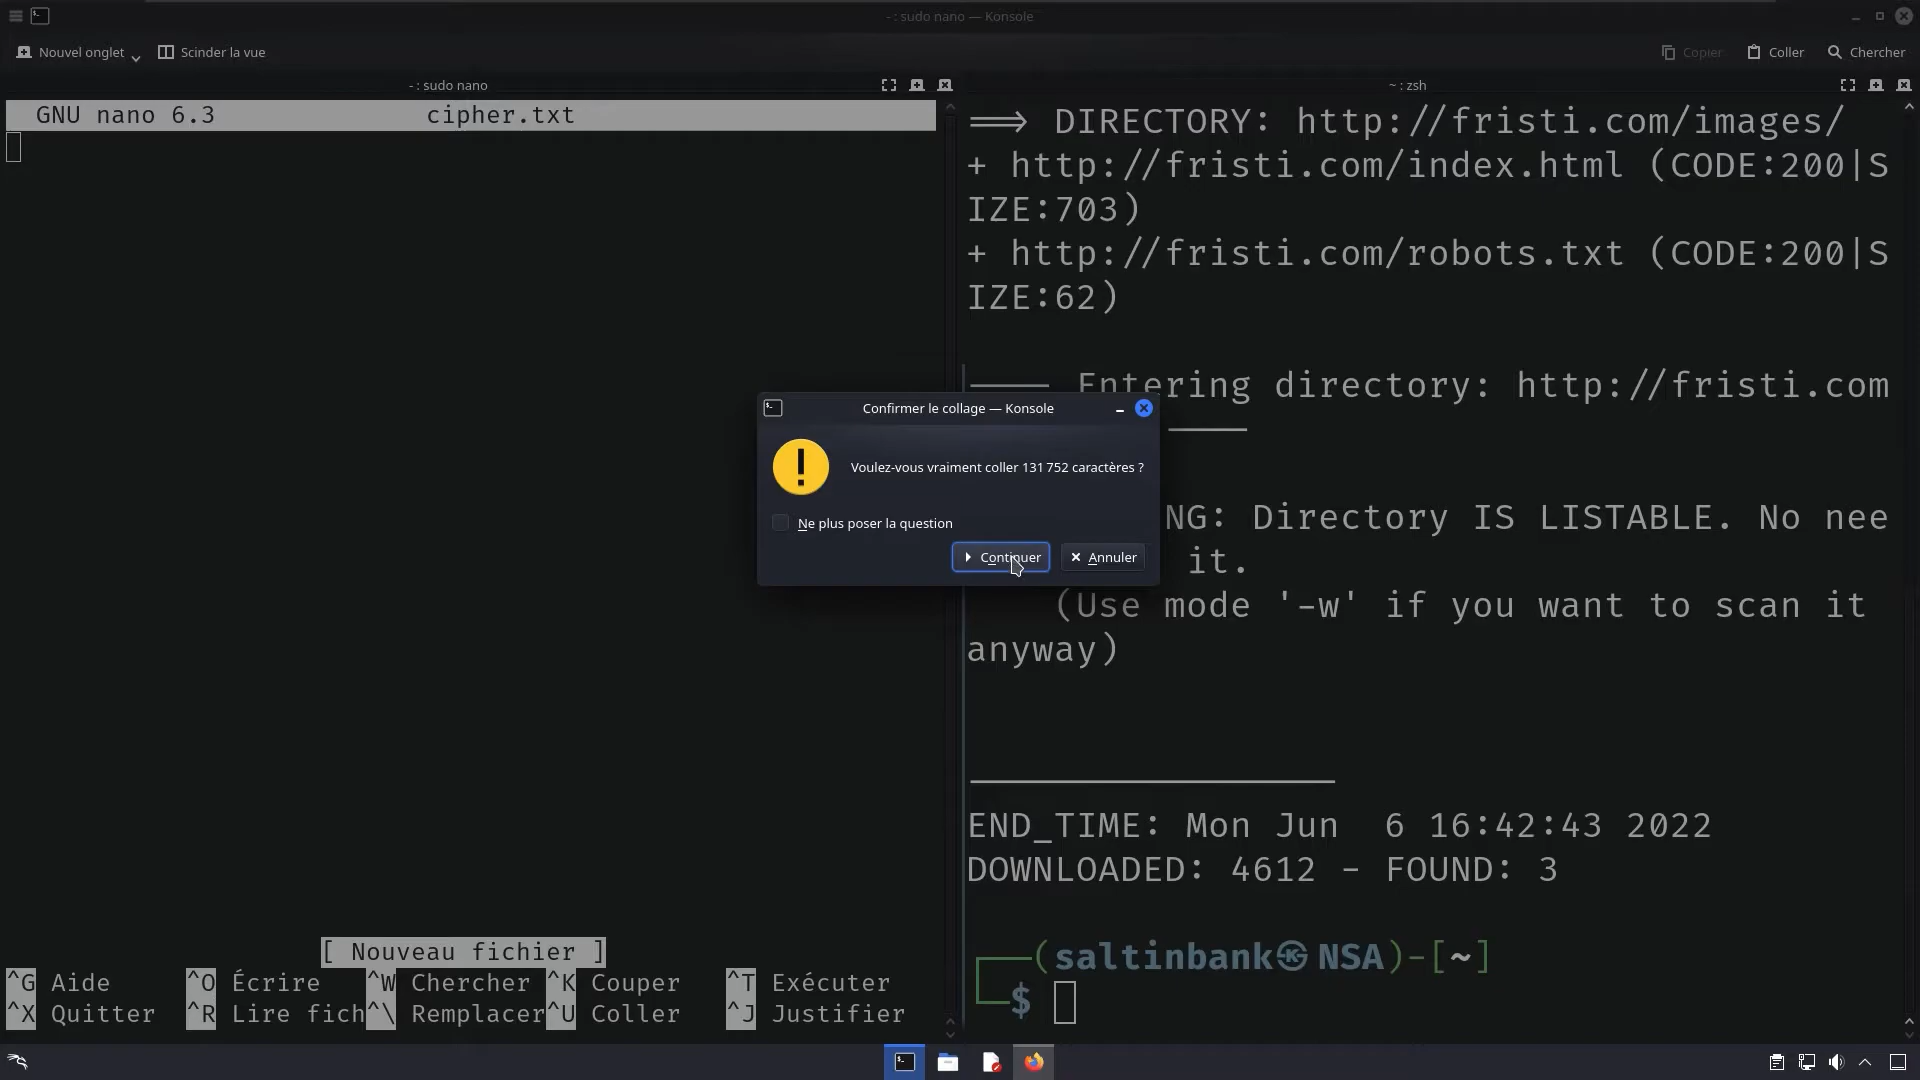 - : sudo nano — Konsole
Nouvel onglet
Scinder la vue
Copier
Coller
Chercher
- : sudo nano
GNU nano 6.3 cipher.txt
[ Nouveau fichier ]
^G Aide ^O Écrire ^W Chercher ^K Couper ^T Exécuter
^X Quitter ^R Lire fich ^\ Remplacer ^U Coller ^J Justifier
~ : zsh
==> DIRECTORY: http://fristi.com/images/
+ http://fristi.com/index.html (CODE:200|S
IZE:703)
+ http://fristi.com/robots.txt (CODE:200|S
IZE:62)
Entering directory: http://fristi.com
NG: Directory IS LISTABLE. No nee
it.
(Use mode '-w' if you want to scan it
anyway)
END_TIME: Mon Jun  6 16:42:43 2022
DOWNLOADED: 4612 - FOUND: 3
(saltinbank㉿NSA)-[~]
$
Confirmer le collage — Konsole
Voulez-vous vraiment coller 131 752 caractères ?
Ne plus poser la question
Continuer
Annuler